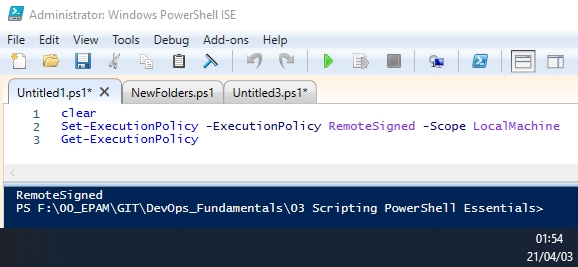 Administrator: Windows PowerShell ISE
File Edit View Tools Debug Add-ons Help
Untitled1.ps1* X NewFolders.ps1 Untitled3.ps1*
1 clear
2 Set-ExecutionPolicy -ExecutionPolicy RemoteSigned -Scope LocalMachine
3 Get-ExecutionPolicy
RemoteSigned
PS F:\OO_EPAM\GIT\DevOps_Fundamentals\03 Scripting PowerShell Essentials>
01:54
21/04/03